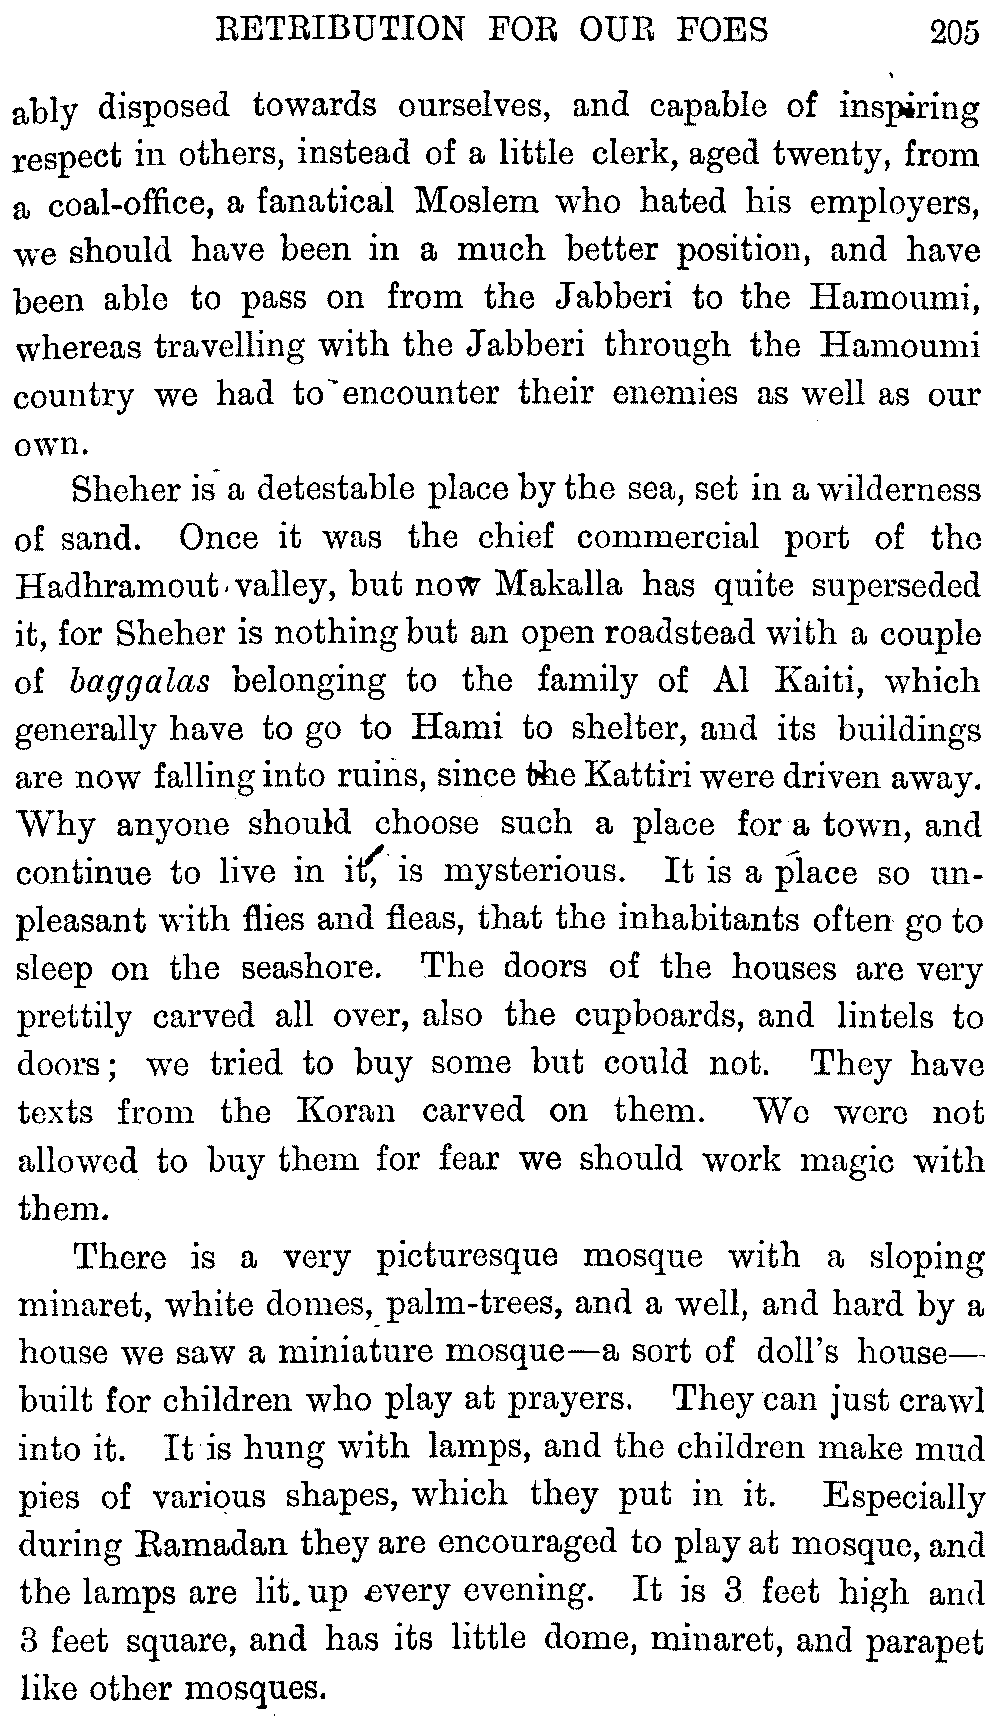 RETRIBUTION FOR OUR FOES 205
ably disposed towards ourselves, and capable of inspiring
respect in others, instead of a little clerk, aged twenty, from
a coal-office, a fanatical Moslem who hated his employers,
we should have been in a much better position, and have
been able to pass on from the Jabberi to the Hamoumi,
whereas travelling with the Jabberi through the Hamoumi
country we had to encounter their enemies as well as our
own.
Sheher is a detestable place by the sea, set in a wilderness
of sand. Once it was the chief commercial port of the
Hadhramout valley, but now Makalla has quite superseded
it, for Sheher is nothing but an open roadstead with a couple
of baggalas belonging to the family of Al Kaiti, which
generally have to go to Hami to shelter, and its buildings
are now falling into ruins, since the Kattiri were driven away.
Why anyone should choose such a place for a town, and
continue to live in it, is mysterious. It is a place so un-
pleasant with flies and fleas, that the inhabitants often go to
sleep on the seashore. The doors of the houses are very
prettily carved all over, also the cupboards, and lintels to
doors; we tried to buy some but could not. They have
texts from the Koran carved on them. We were not
allowed to buy them for fear we should work magic with
them.
There is a very picturesque mosque with a sloping
minaret, white domes, palm-trees, and a well, and hard by a
house we saw a miniature mosque—a sort of doll's house—
built for children who play at prayers. They can just crawl
into it. It is hung with lamps, and the children make mud
pies of various shapes, which they put in it. Especially
during Ramadan they are encouraged to play at mosque, and
the lamps are lit up every evening. It is 3 feet high and
3 feet square, and has its little dome, minaret, and parapet
like other mosques.